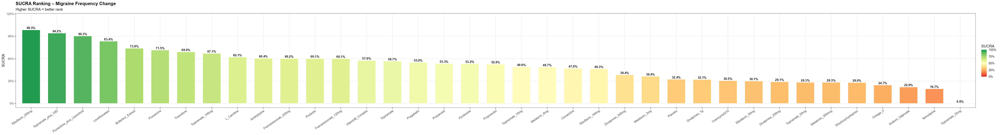 SUCRA Ranking – Migraine Frequency Change
Higher SUCRA = better rank
SUCRA
120%
90%
60%
30%
0%
98.5%
94.2%
90.3%
83.4%
73.9%
71.5%
69.0%
67.1%
62.1%
60.4%
60.2%
60.1%
60.1%
57.6%
56.7%
55.0%
53.3%
53.2%
52.6%
49.0%
48.7%
47.0%
46.3%
38.4%
36.4%
32.4%
32.1%
30.5%
30.1%
29.1%
28.3%
28.3%
28.0%
24.7%
22.0%
19.7%
0.0%
Riboflavin_200mg
Topiramate_plus_VitD
Flunarizine_plus_LipoicAcid
Levetiracetam
Butterbur_Extract
Flunarizine
Trazodone
Topiramate_100mg
L_Carnitine
Amitriptyline
Fremanezumab_225mg
Probiotic
Fremanezumab_120mg
VitaminB_Complex
Topiramate
Pregabalin
Propanolol
Pyridoxine
Propranolol
Topiramate_15mg
Melatonin_6mg
Cinnarizine
Riboflavin_100mg
Divalproex_500mg
Melatonin_3mg
Placebo
Divalproex_1g
CoenzymeQ10
Riboflavin_50mg
Divalproex_250mg
Topiramate_50mg
Melatonin_300mcg
5Hydroxytryptophan
Omega_3
Sodium_Valproate
Nimodipine
Topiramate_25mg
SUCRA
100%
75%
50%
25%
0%